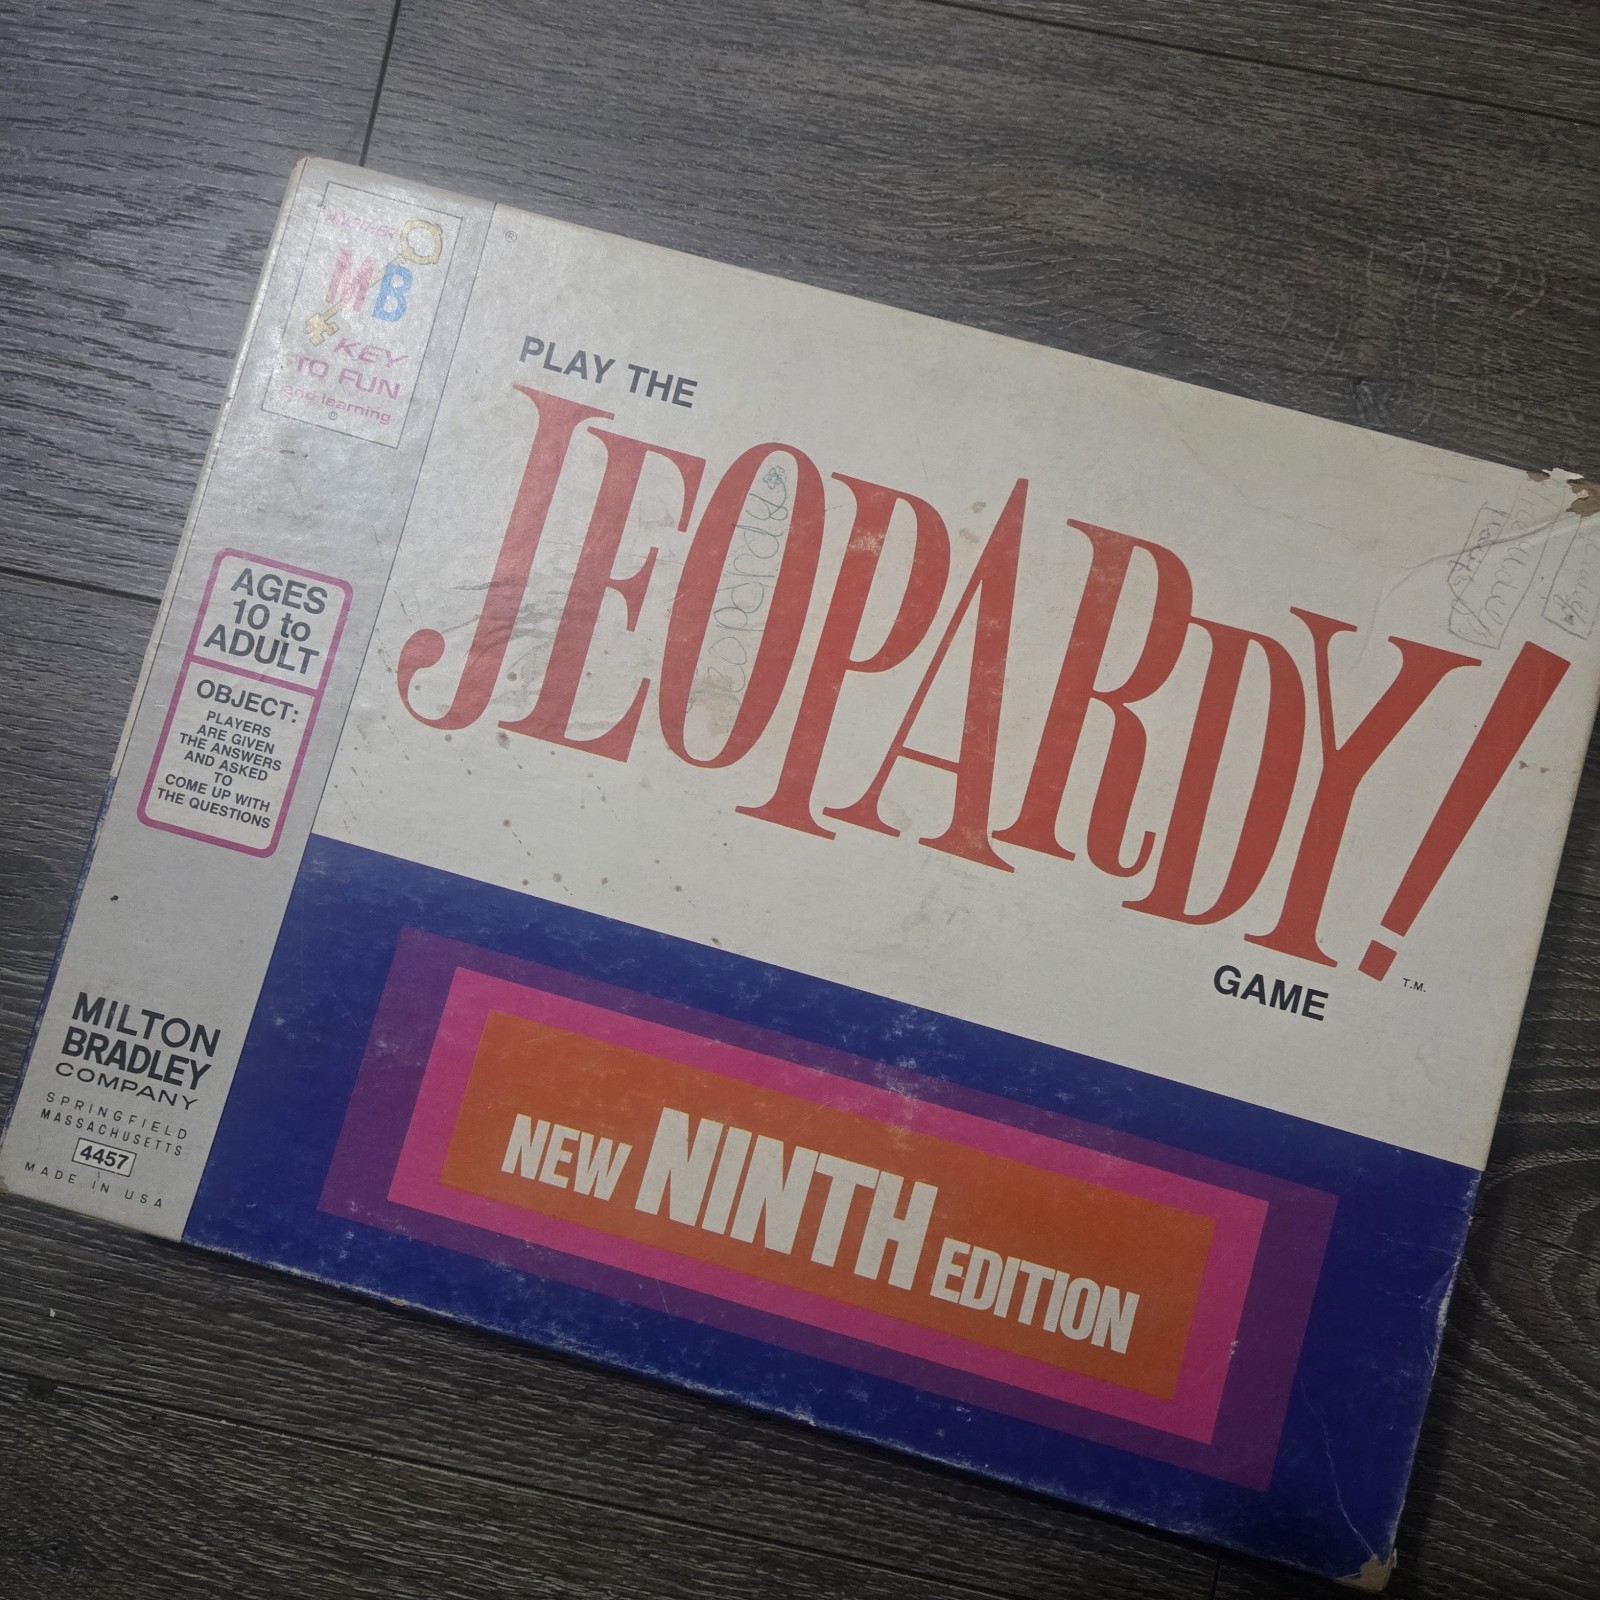 MB
KEY
TO FUN
and learning
®
AGES
10 to
ADULT
OBJECT:
PLAYERS
ARE GIVEN
THE ANSWERS
AND ASKED
TO
COME UP WITH
THE QUESTIONS
MILTON
BRADLEY
COMPANY
SPRINGFIELD
MASSACHUSETTS
4457
MADE IN USA
®
PLAY THE
JEOPARDY!
T.M.
GAME
NEW NINTH EDITION